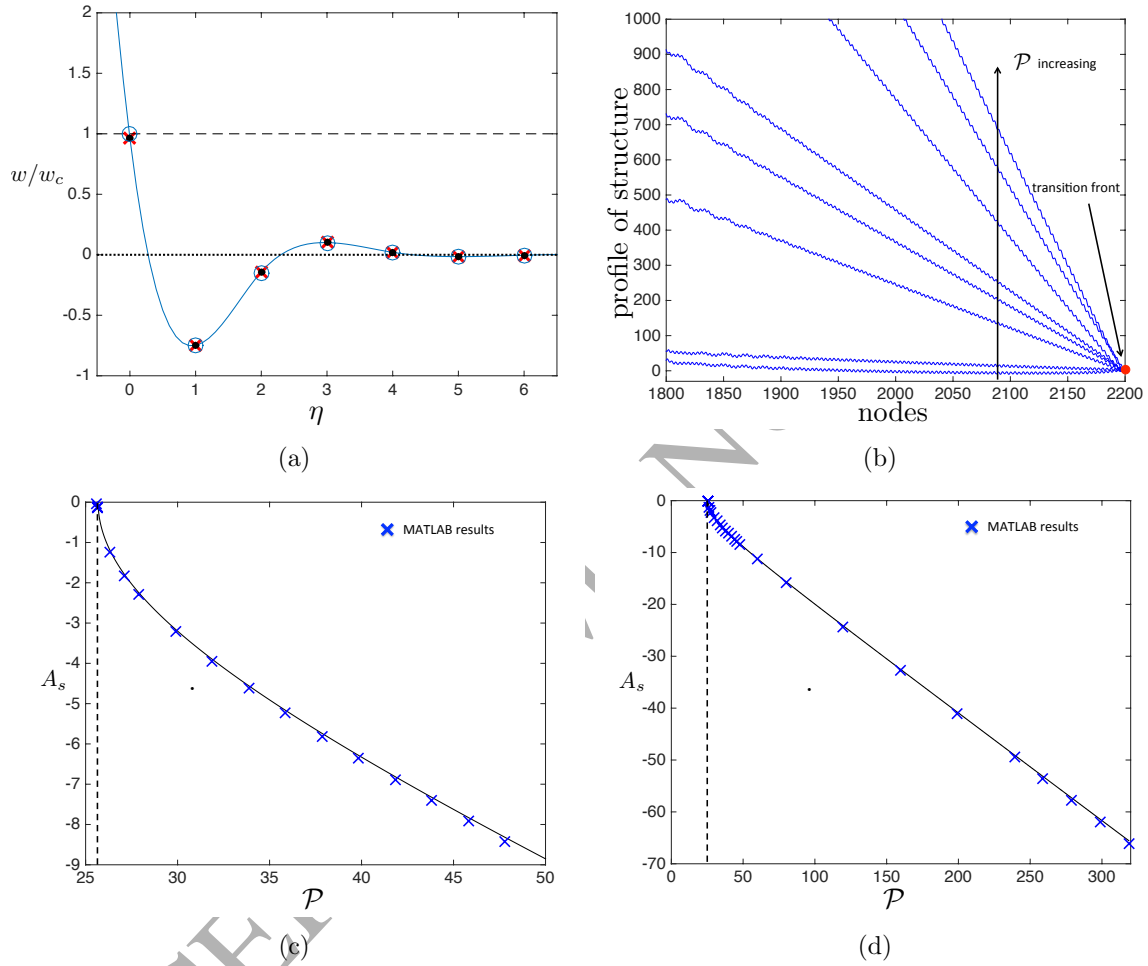 2
1.5
1
0.5
0
-0.5
-1
w/w_c
0 1 2 3 4 5 6
η
(a)
1000
900
800
700
600
500
400
300
200
100
0
profile of structure
𝒫 increasing
transition front
1800 1850 1900 1950 2000 2050 2100 2150 2200
nodes
(b)
0
-1
-2
-3
-4
-5
-6
-7
-8
-9
A_s
MATLAB results
25 30 35 40 45 50
𝒫
(c)
0
-10
-20
-30
-40
-50
-60
-70
A_s
MATLAB results
0 50 100 150 200 250 300
𝒫
(d)